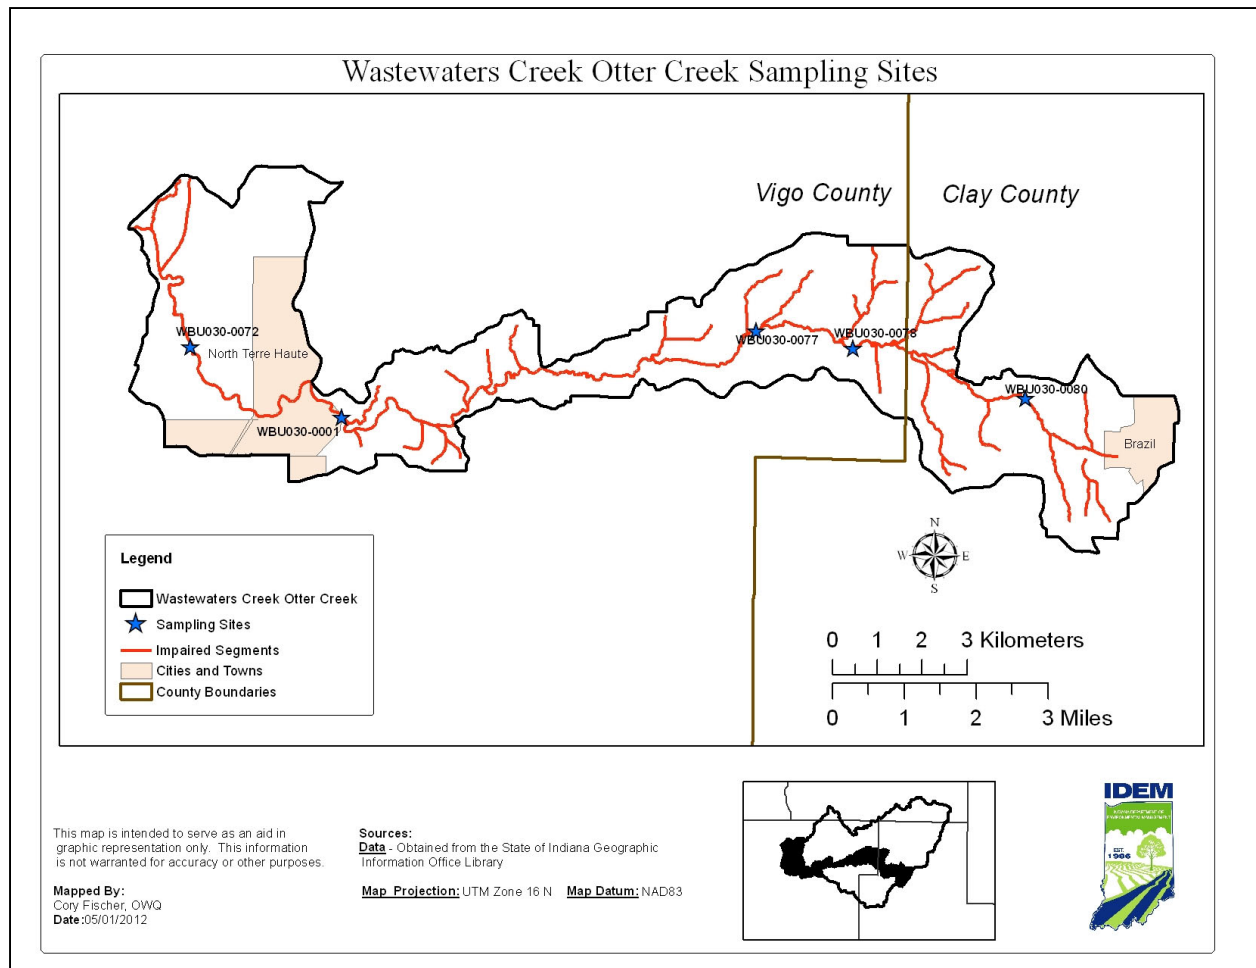 Wastewaters Creek Otter Creek Sampling Sites
Vigo County
Clay County
WBU030-0072
North Terre Haute
WBU030-0077
WBU030-0078
WBU030-0080
WBU030-0001
Brazil
N
W
E
S
Legend
Wastewaters Creek Otter Creek
Sampling Sites
Impaired Segments
Cities and Towns
County Boundaries
0 1 2 3 Kilometers
0 1 2 3 Miles
This map is intended to serve as an aid in
graphic representation only. This information
is not warranted for accuracy or other purposes.
Mapped By:
Cory Fischer, OWQ
Date:05/01/2012
Sources:
Data - Obtained from the State of Indiana Geographic
Information Office Library
Map Projection: UTM Zone 16 N Map Datum: NAD83
IDEM
INDIANA DEPARTMENT OF
ENVIRONMENTAL MANAGEMENT
EST.
1986